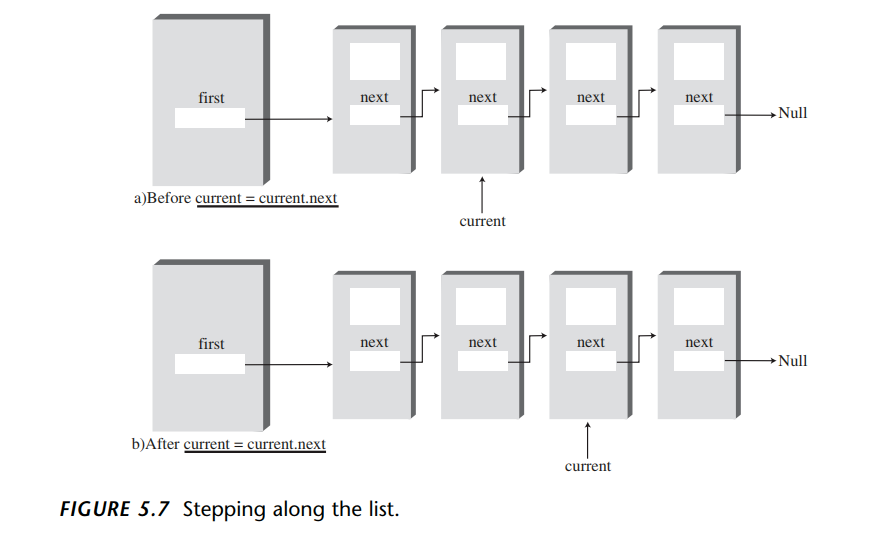 first
next
next
next
next
Null
a)Before current = current.next
current
first
next
next
next
next
Null
b)After current = current.next
current
FIGURE 5.7 Stepping along the list.